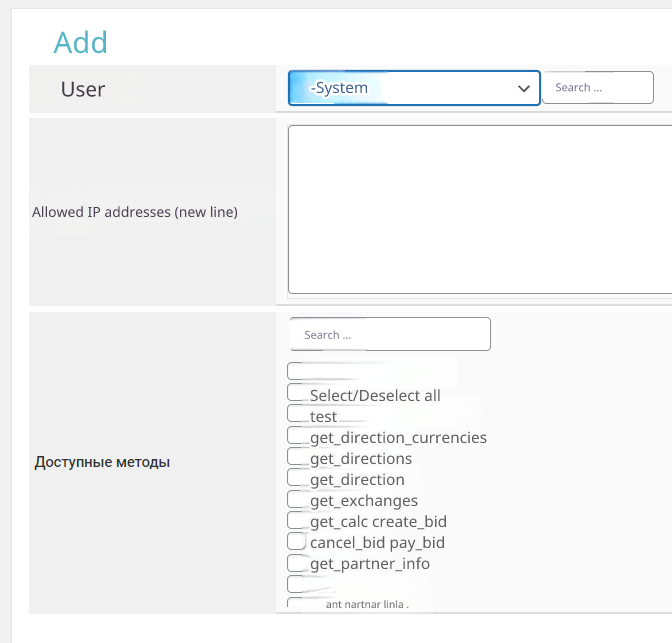 Add
User
-System
Search ...
Allowed IP addresses (new line)
Search ...
Select/Deselect all
test
get_direction_currencies
get_directions
get_direction
get_exchanges
get_calc create_bid
cancel_bid pay_bid
get_partner_info
Доступные методы